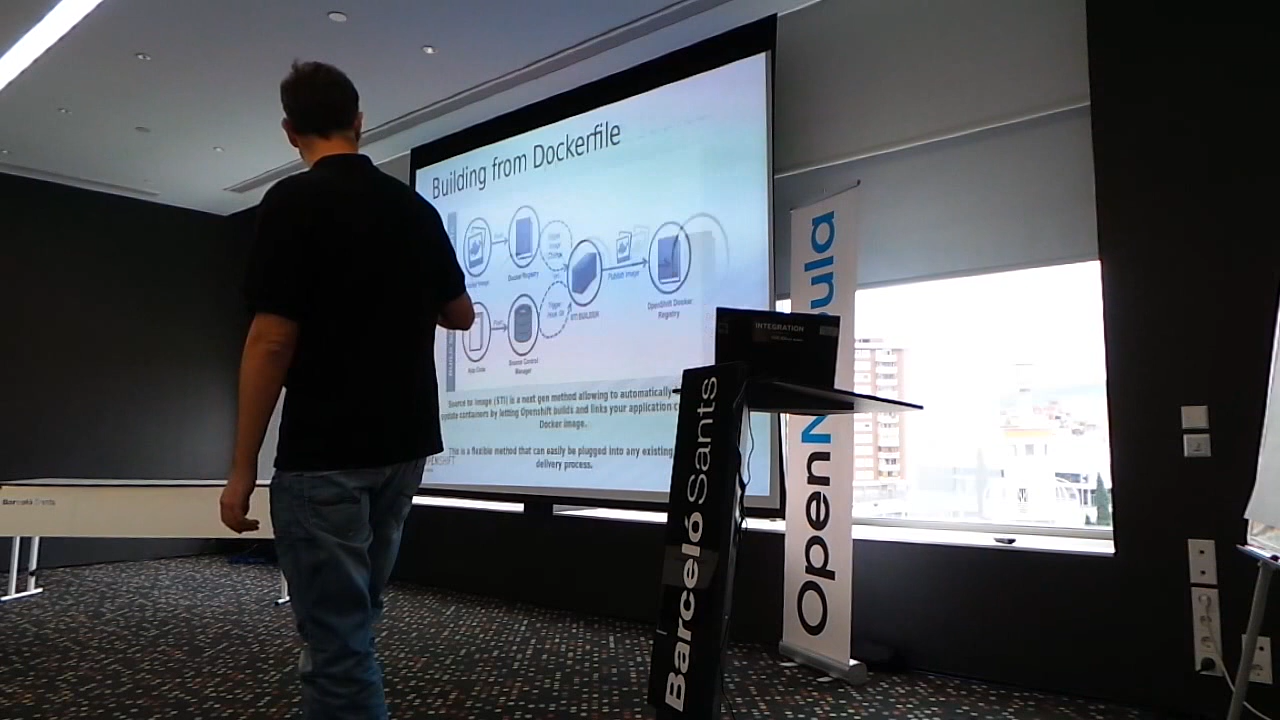 Building from Dockerfile
Docker Registry
Publish Image
STI BUILDER
OpenShift Docker
Registry
Source Control
Manager
Source to Image (STI) is a next gen method allowing to automatically
update containers by letting Openshift builds and links your application
Docker image.
This is a flexible method that can easily be plugged into any existing
delivery process.
INTEGRATION
BarcelóSants
OpenN ula
Barceló Sants